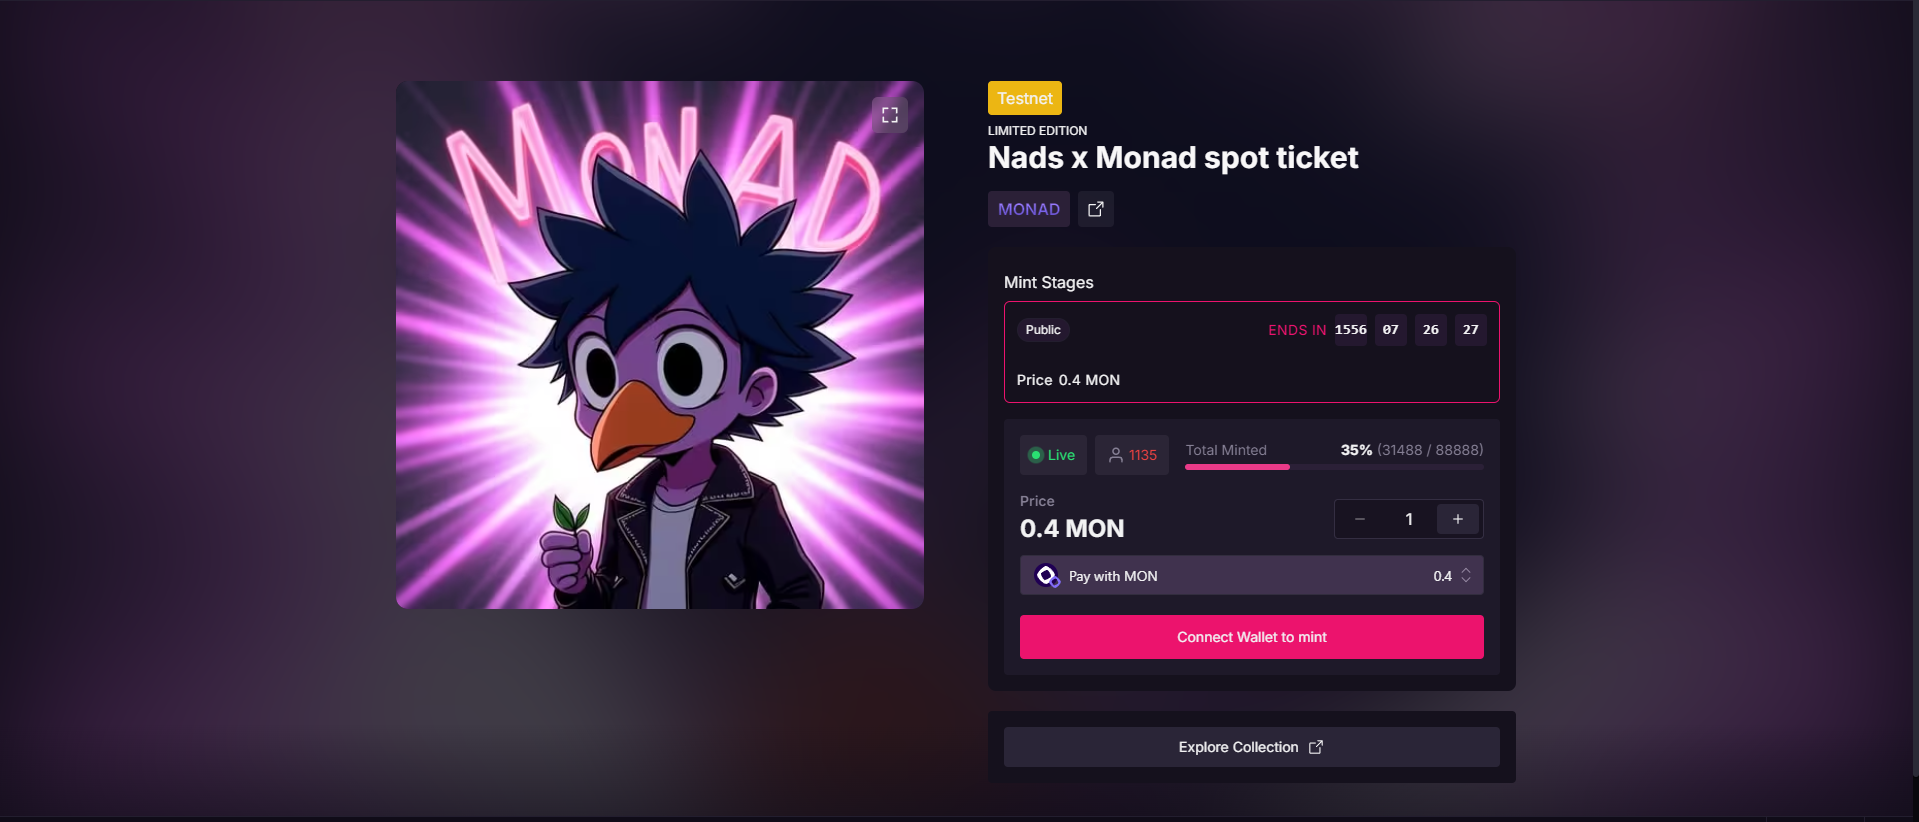 MONAD
Testnet
LIMITED EDITION
Nads x Monad spot ticket
MONAD
Mint Stages
Public
ENDS IN 1556 07 26 27
Price 0.4 MON
Live
1135
Total Minted
35% (31488 / 88888)
Price
0.4 MON
1
Pay with MON
0.4
Connect Wallet to mint
Explore Collection